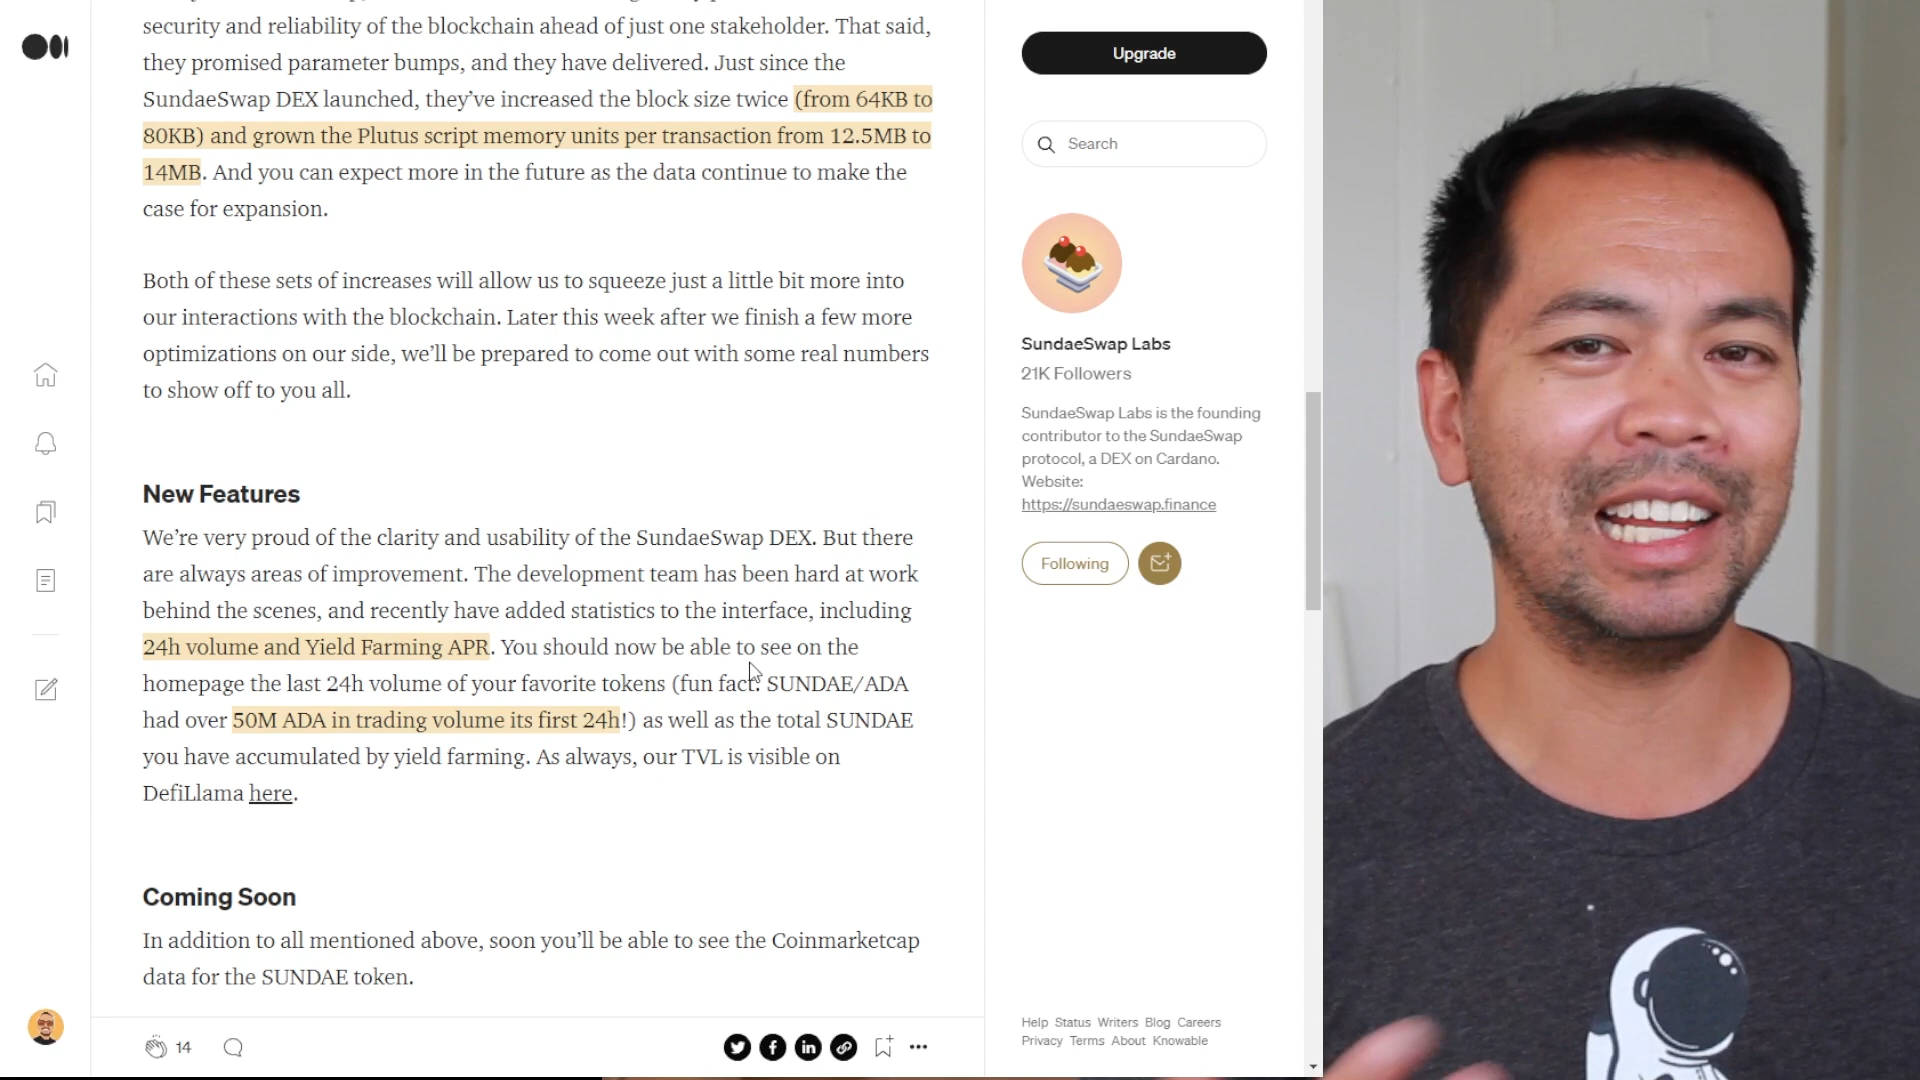 security and reliability of the blockchain ahead of just one stakeholder. That said,
they promised parameter bumps, and they have delivered. Just since the
SundaeSwap DEX launched, they’ve increased the block size twice (from 64KB to
80KB) and grown the Plutus script memory units per transaction from 12.5MB to
14MB. And you can expect more in the future as the data continue to make the
case for expansion.
Both of these sets of increases will allow us to squeeze just a little bit more into
our interactions with the blockchain. Later this week after we finish a few more
optimizations on our side, we’ll be prepared to come out with some real numbers
to show off to you all.
New Features
We’re very proud of the clarity and usability of the SundaeSwap DEX. But there
are always areas of improvement. The development team has been hard at work
behind the scenes, and recently have added statistics to the interface, including
24h volume and Yield Farming APR. You should now be able to see on the
homepage the last 24h volume of your favorite tokens (fun fact: SUNDAE/ADA
had over 50M ADA in trading volume its first 24h!) as well as the total SUNDAE
you have accumulated by yield farming. As always, our TVL is visible on
DefiLlama here.
Coming Soon
In addition to all mentioned above, soon you’ll be able to see the Coinmarketcap
data for the SUNDAE token.
14
Upgrade
Search
SundaeSwap Labs
21K Followers
SundaeSwap Labs is the founding
contributor to the SundaeSwap
protocol, a DEX on Cardano.
Website:
https://sundaeswap.finance
Following
Help Status Writers Blog Careers
Privacy Terms About Knowable